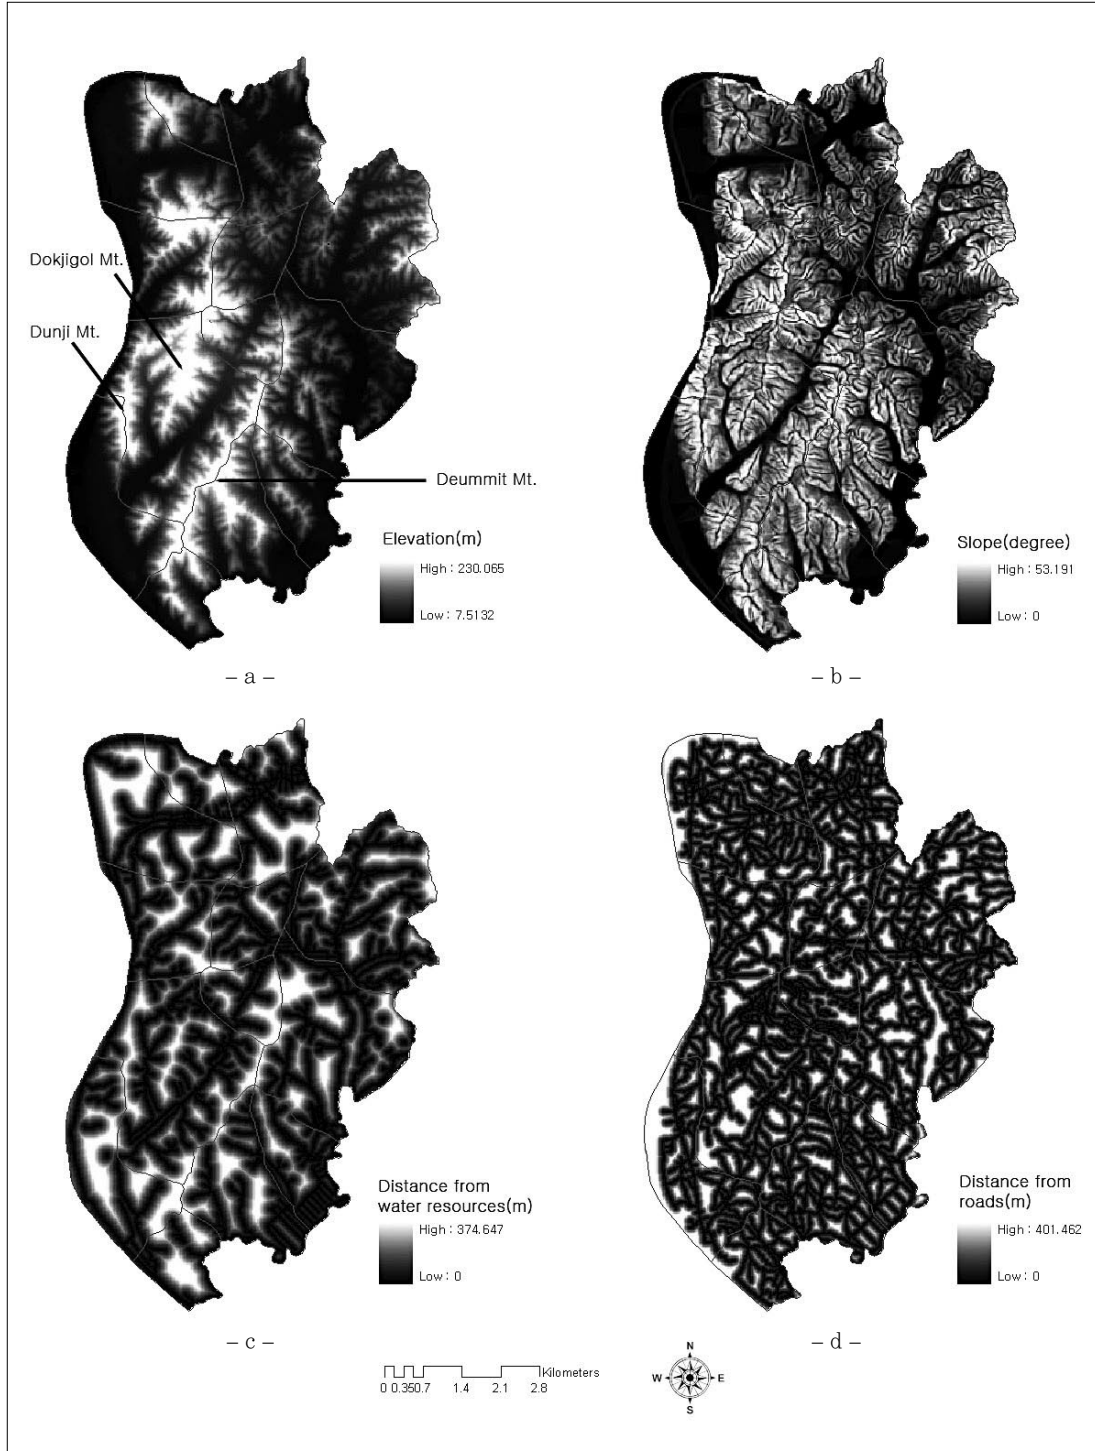 Dokjigol Mt.
Dunji Mt.
Deummit Mt.
Elevation(m)
High : 230.065
Low : 7.5132
– a –
Slope(degree)
High : 53.191
Low : 0
– b –
Distance from
water resources(m)
High : 374.647
Low : 0
– c –
Distance from
roads(m)
High : 401.462
Low : 0
– d –
Kilometers
0 0.350.7 1.4 2.1 2.8
N
W E
S